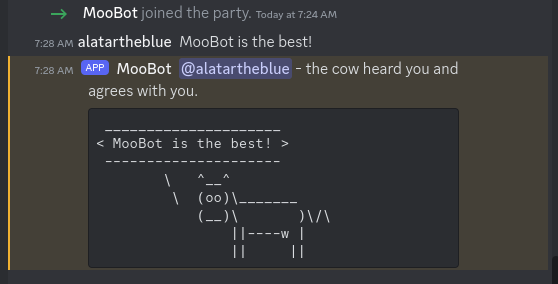 MooBot joined the party. Today at 7:24 AM
7:28 AM alatartheblue MooBot is the best!
7:28 AM APP MooBot @alatartheblue - the cow heard you and
agrees with you.
 _____________________
< MooBot is the best! >
 ---------------------
        \   ^__^
         \  (oo)\_______
            (__)\       )\/\
                ||----w |
                ||     ||